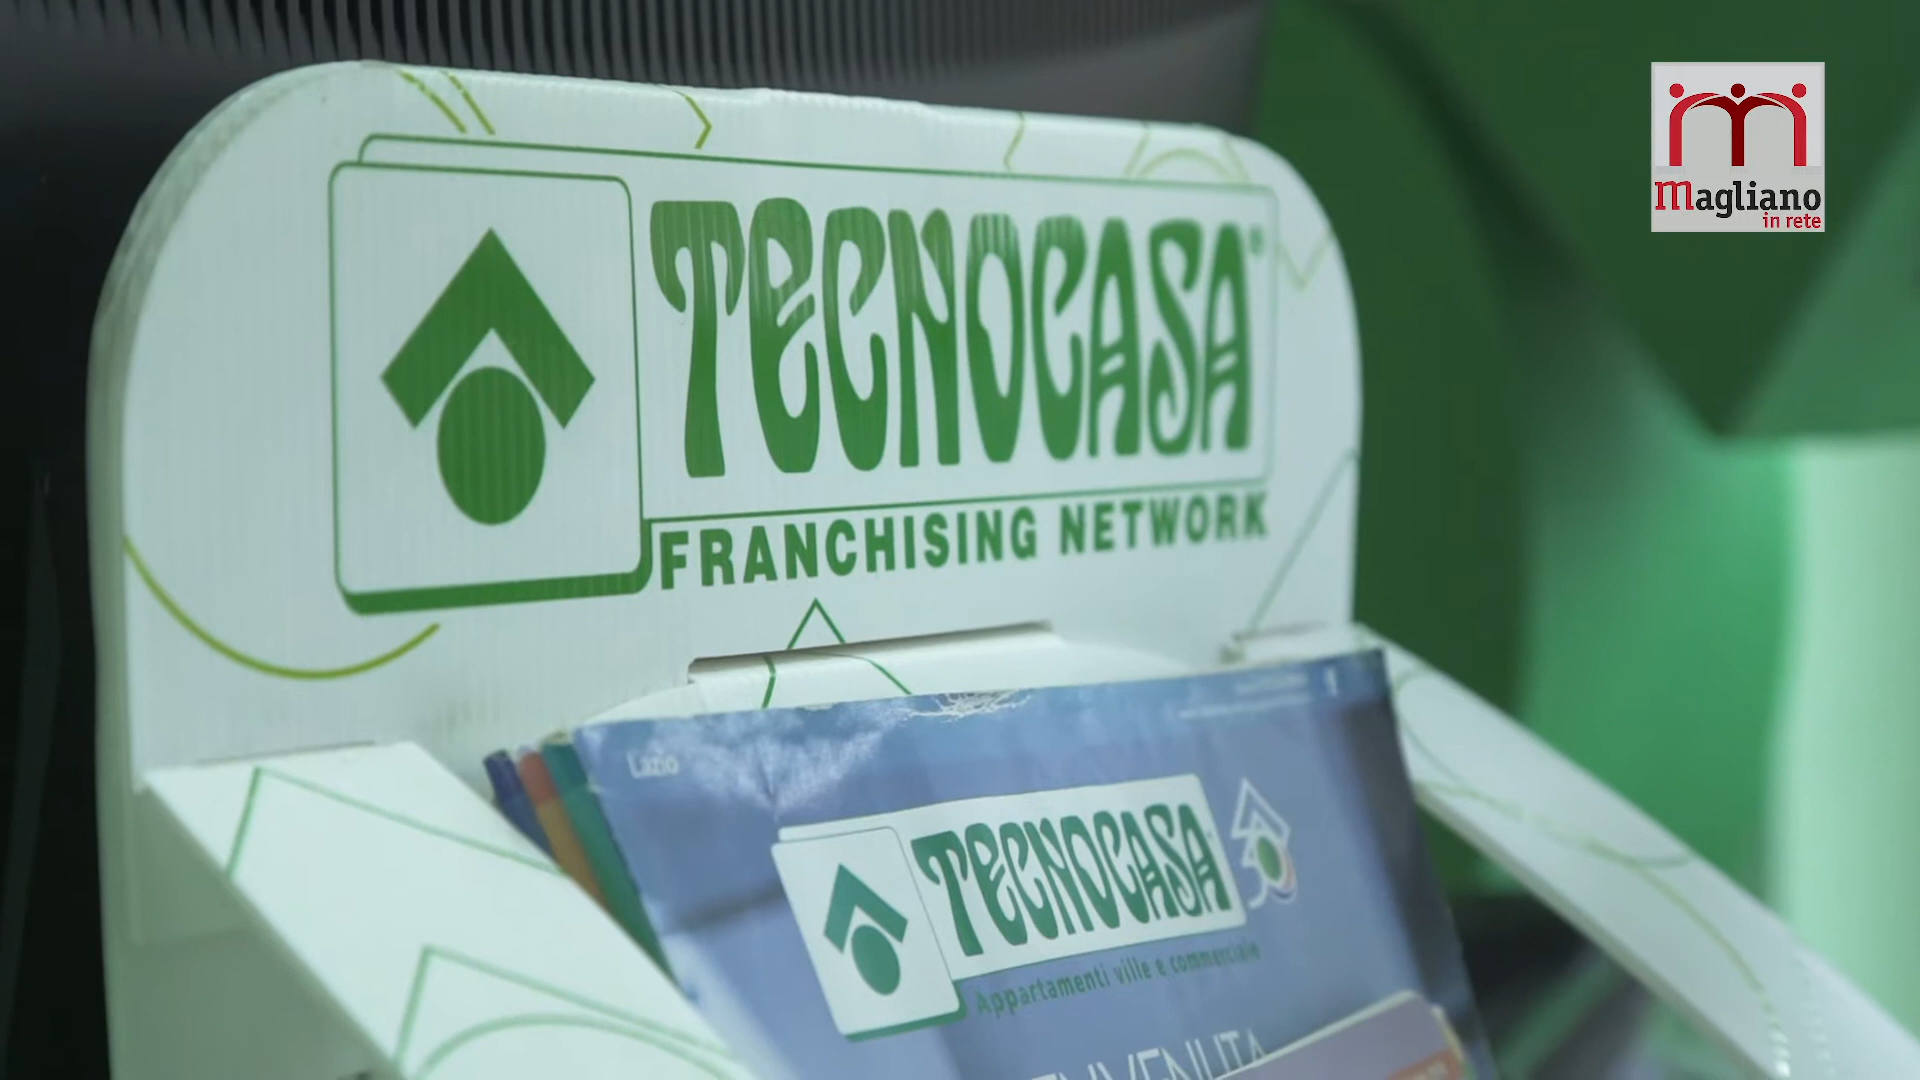 TECNOCASA
FRANCHISING NETWORK
Magliano
in rete
Lazio
TECNOCASA
Appartamenti ville e commerciale